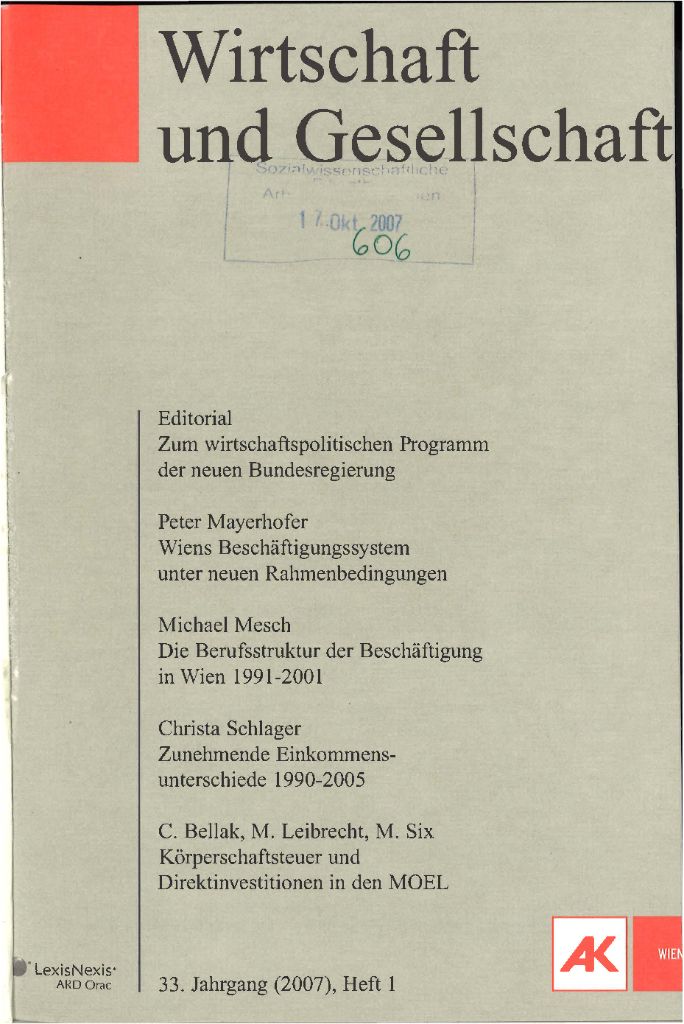 Wirtschaft
und Gesellschaft
Sozialwissenschaftliche
17. Okt. 2007
606
Editorial
Zum wirtschaftspolitischen Programm
der neuen Bundesregierung
Peter Mayerhofer
Wiens Beschäftigungssystem
unter neuen Rahmenbedingungen
Michael Mesch
Die Berufsstruktur der Beschäftigung
in Wien 1991-2001
Christa Schlager
Zunehmende Einkommens-
unterschiede 1990-2005
C. Bellak, M. Leibrecht, M. Six
Körperschaftsteuer und
Direktinvestitionen in den MOEL
LexisNexis
ARD Orac
33. Jahrgang (2007), Heft 1
AK
WIEN